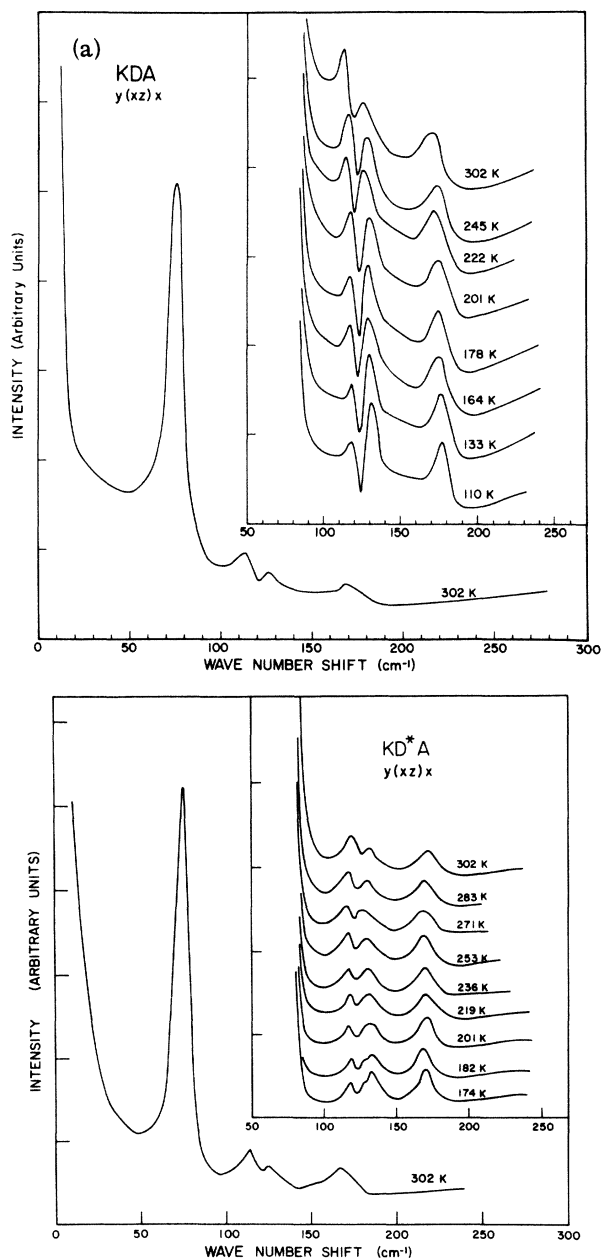 (a)
KDA
y(xz)x
302 K
245 K
222 K
201 K
178 K
164 K
133 K
110 K
50 100 150 200 250
302 K
INTENSITY (Arbitrary Units)
0 50 100 150 200 250 300
WAVE NUMBER SHIFT (cm⁻¹)
KD*A
y(xz)x
302 K
283 K
271 K
253 K
236 K
219 K
201 K
182 K
174 K
50 100 150 200 250
302 K
INTENSITY (ARBITRARY UNITS)
0 50 100 150 200 250 300
WAVE NUMBER SHIFT (cm⁻¹)